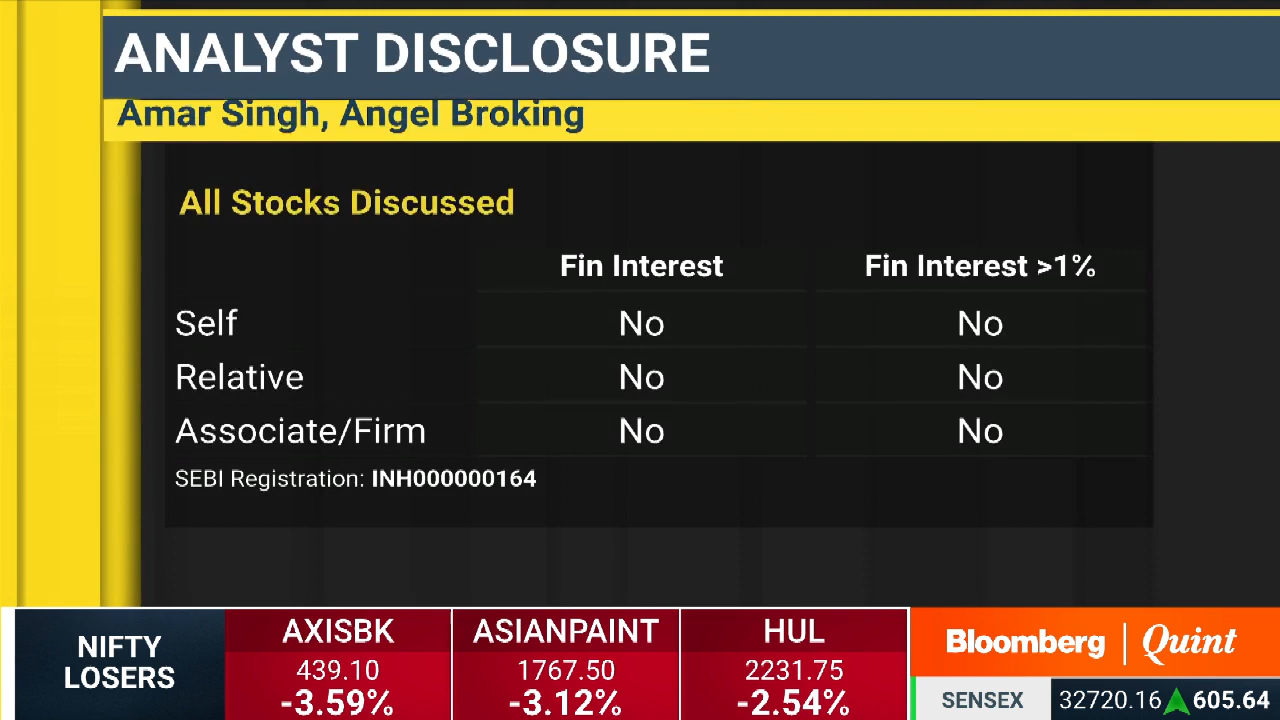 ANALYST DISCLOSURE
Amar Singh, Angel Broking
All Stocks Discussed
Fin Interest Fin Interest >1%
Self No No
Relative No No
Associate/Firm No No
SEBI Registration: INH000000164
NIFTY LOSERS
AXISBK
439.10
-3.59%
ASIANPAINT
1767.50
-3.12%
HUL
2231.75
-2.54%
Bloomberg | Quint
SENSEX 32720.16 605.64